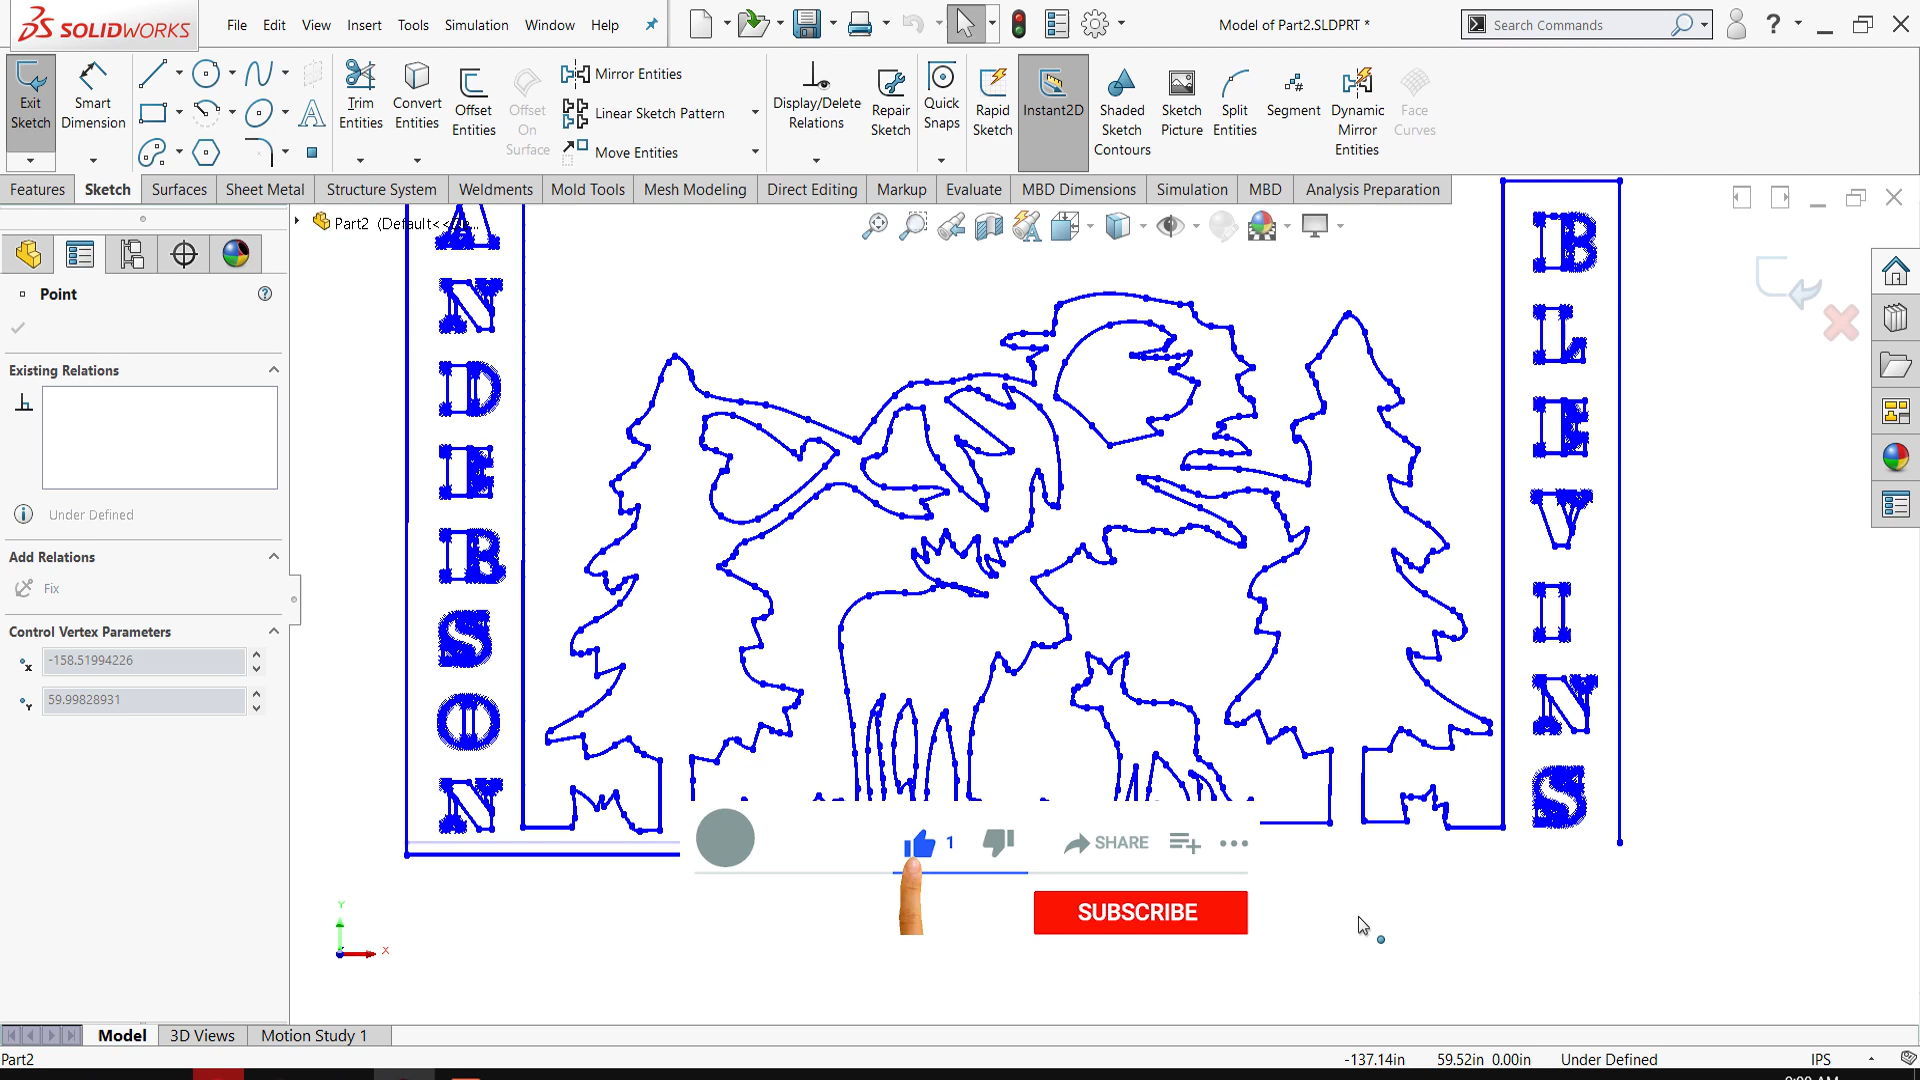 SOLIDWORKS
File Edit View Insert Tools Simulation Window Help
Model of Part2.SLDPRT *
Search Commands
?
Exit Sketch
Smart Dimension
Trim Entities
Convert Entities
Offset Entities
Offset On Surface
Mirror Entities
Linear Sketch Pattern
Move Entities
Display/Delete Relations
Repair Sketch
Quick Snaps
Rapid Sketch
Instant2D
Shaded Sketch Contours
Sketch Picture
Split Entities
Segment
Dynamic Mirror Entities
Face Curves
Features Sketch Surfaces Sheet Metal Structure System Weldments Mold Tools Mesh Modeling Direct Editing Markup Evaluate MBD Dimensions Simulation MBD Analysis Preparation
Part2 (Default<<
Point
Existing Relations
Under Defined
Add Relations
Fix
Control Vertex Parameters
-158.51994226
59.99828931
A
N
D
E
B
S
O
N
B
L
E
V
I
N
S
1
SHARE
SUBSCRIBE
Y
X
Model 3D Views Motion Study 1
Part2
-137.14in 59.52in 0.00in Under Defined IPS